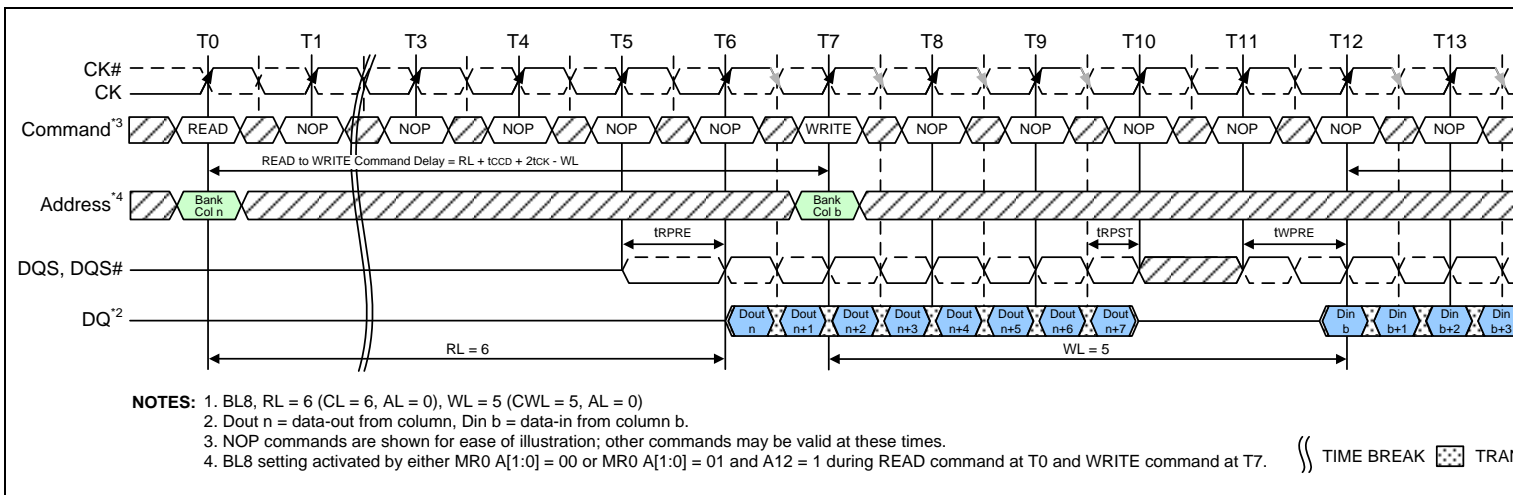 T0 T1 T3 T4 T5 T6 T7 T8 T9 T10 T11 T12 T13
CK#
CK
Command*3 READ NOP NOP NOP NOP NOP WRITE NOP NOP NOP NOP NOP NOP
READ to WRITE Command Delay = RL + tCCD + 2tCK - WL
Address*4 Bank Col n Bank Col b
tRPRE tRPST tWPRE
DQS, DQS#
DQ*2 Dout n Dout n+1 Dout n+2 Dout n+3 Dout n+4 Dout n+5 Dout n+6 Dout n+7 Din b Din b+1 Din b+2 Din b+3
RL = 6 WL = 5
NOTES: 1. BL8, RL = 6 (CL = 6, AL = 0), WL = 5 (CWL = 5, AL = 0)
2. Dout n = data-out from column, Din b = data-in from column b.
3. NOP commands are shown for ease of illustration; other commands may be valid at these times.
4. BL8 setting activated by either MR0 A[1:0] = 00 or MR0 A[1:0] = 01 and A12 = 1 during READ command at T0 and WRITE command at T7.
TIME BREAK TRAN